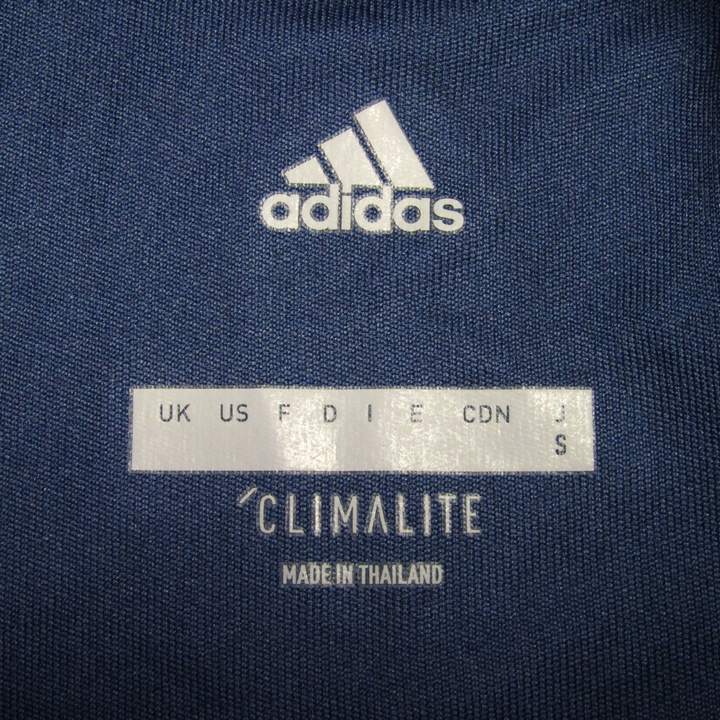 adidas
UK US F D I E CDN J
S
CLIMALITE
MADE IN THAILAND